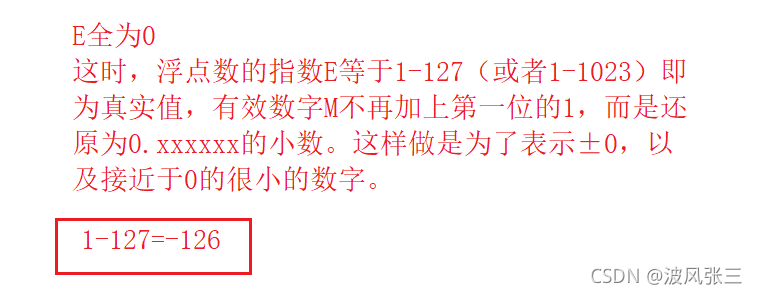 E全为0
这时，浮点数的指数E等于1-127（或者1-1023）即
为真实值，有效数字M不再加上第一位的1，而是还
原为0.xxxxxx的小数。这样做是为了表示±0，以
及接近于0的很小的数字。
1-127=-126
CSDN @波风张三